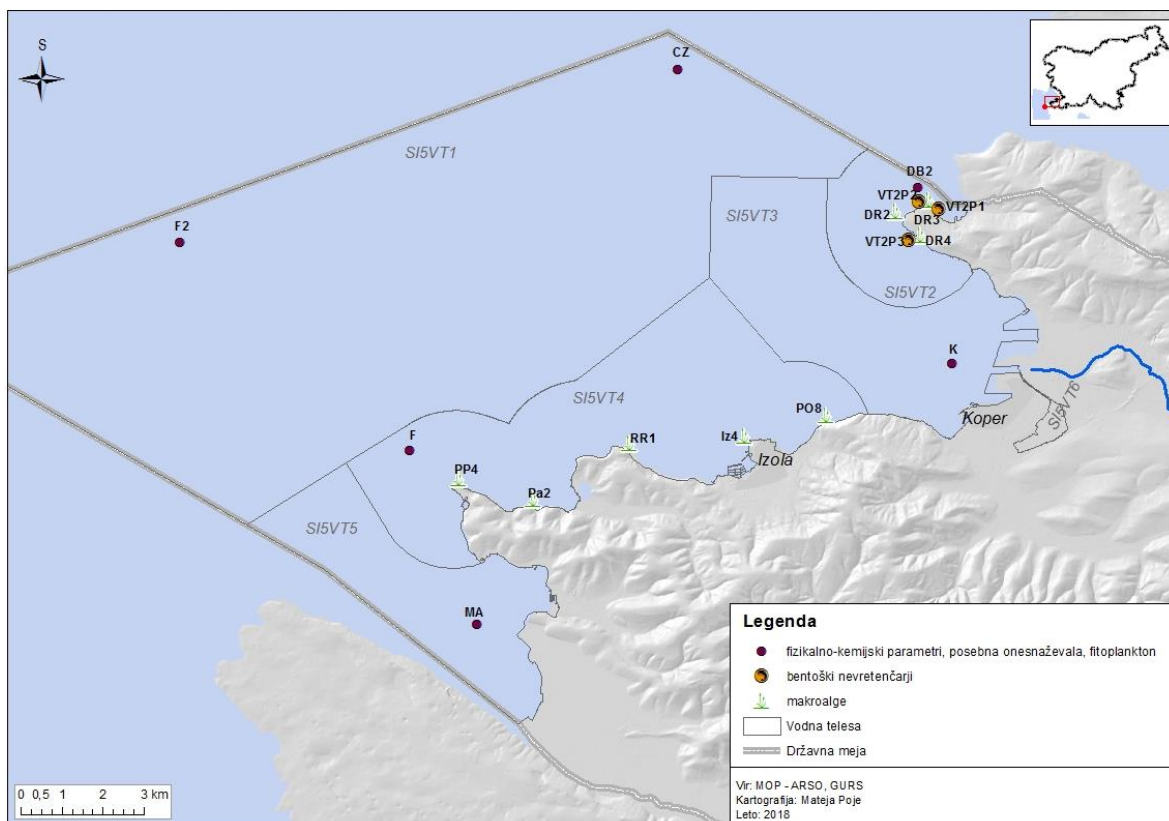 S
CZ
SI5VT1
DB2
VT2P2
VT2P1
DR2
DR3
F2
SI5VT3
VT2P3
DR4
SI5VT2
K
SI5VT4
PO8
Koper
SI5VT6
F
RR1
Iz4
Izola
PP4
Pa2
SI5VT5
MA
Legenda
fizikalno-kemijski parametri, posebna onesnaževala, fitoplankton
bentoški nevretenčarji
makroalge
Vodna telesa
Državna meja
Vir: MOP - ARSO, GURS
Kartografija: Mateja Poje
Leto: 2018
0 0,5 1 2 3 km